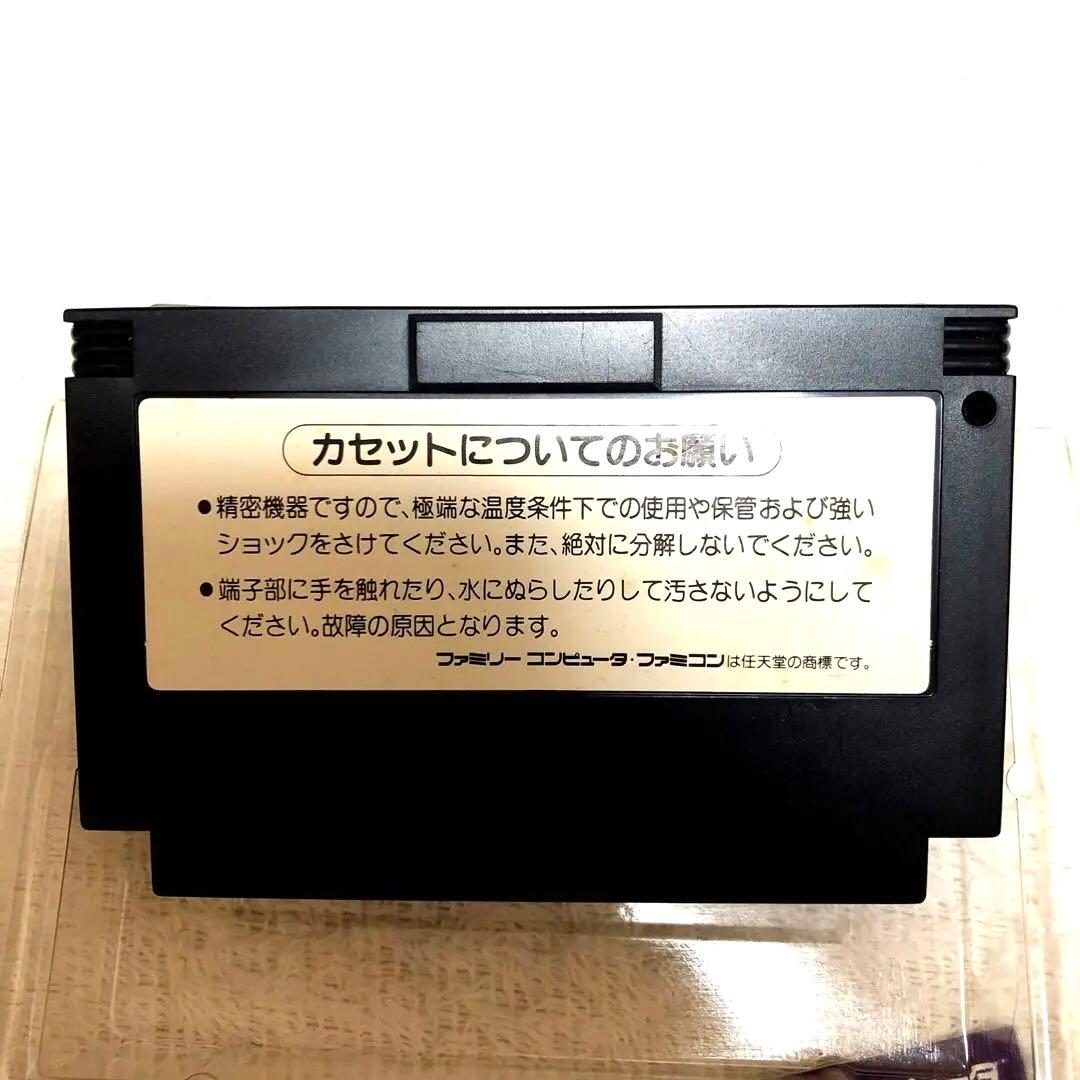 カセットについてのお願い
●精密機器ですので、極端な温度条件下での使用や保管および強い
ショックをさけてください。また、絶対に分解しないでください。
●端子部に手を触れたり、水にぬらしたりして汚さないようにして
ください。故障の原因となります。
ファミリー コンピュータ・ファミコンは任天堂の商標です。